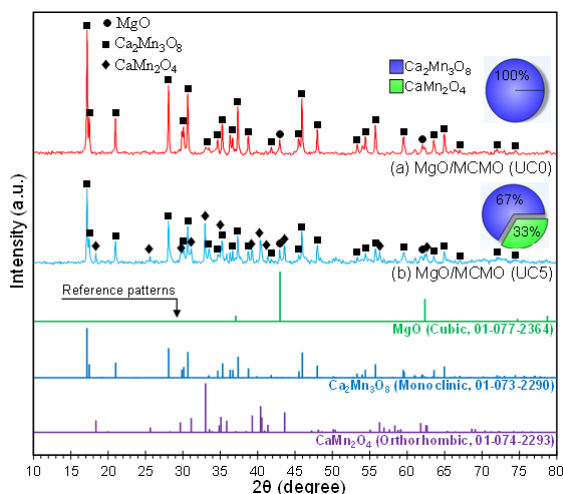 MgO
Ca₂Mn₃O₈
CaMn₂O₄
Ca₂Mn₃O₈
CaMn₂O₄
100%
(a) MgO/MCMO (UC0)
67%
33%
(b) MgO/MCMO (UC5)
Reference patterns
MgO (Cubic, 01-077-2364)
Ca₂Mn₃O₈ (Monoclinic, 01-073-2290)
CaMn₂O₄ (Orthorhombic, 01-074-2293)
Intensity (a.u.)
10 15 20 25 30 35 40 45 50 55 60 65 70 75 80
2θ (degree)